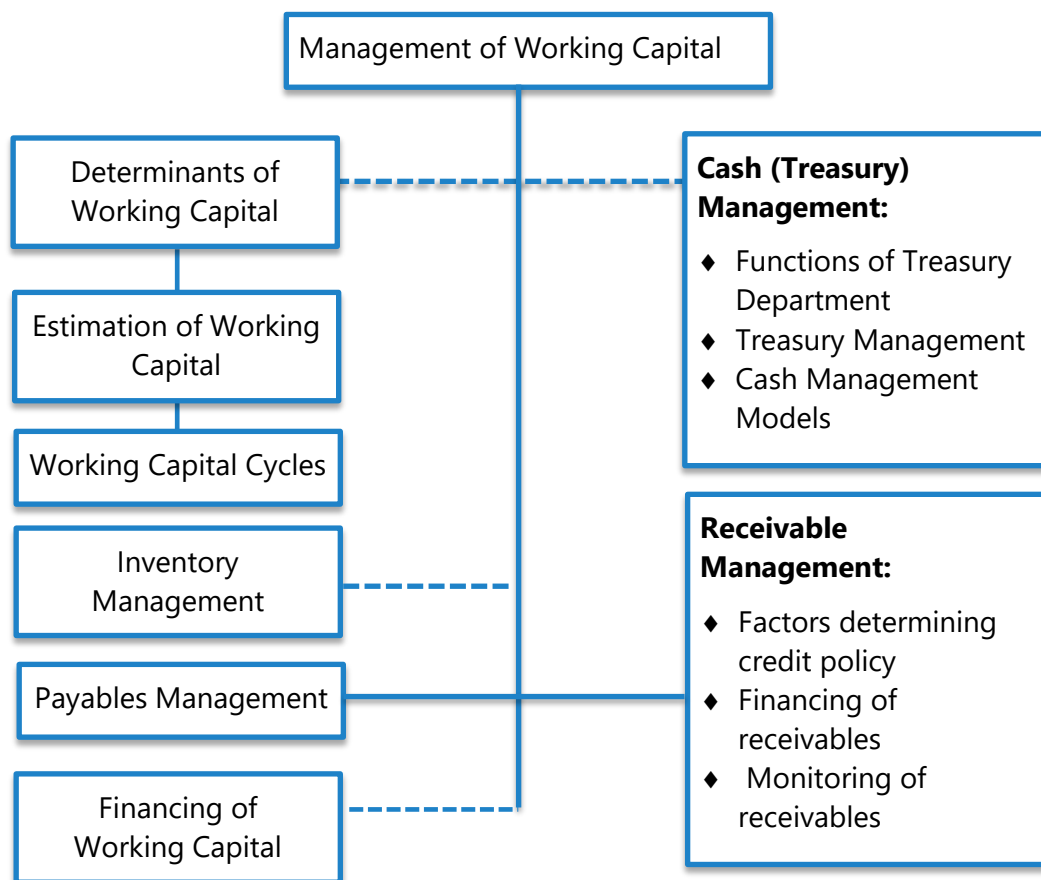 Management of Working Capital
Determinants of
Working Capital
Estimation of Working
Capital
Working Capital Cycles
Inventory
Management
Payables Management
Financing of
Working Capital
Cash (Treasury)
Management:
♦ Functions of Treasury
Department
♦ Treasury Management
♦ Cash Management
Models
Receivable
Management:
♦ Factors determining
credit policy
♦ Financing of
receivables
♦ Monitoring of
receivables